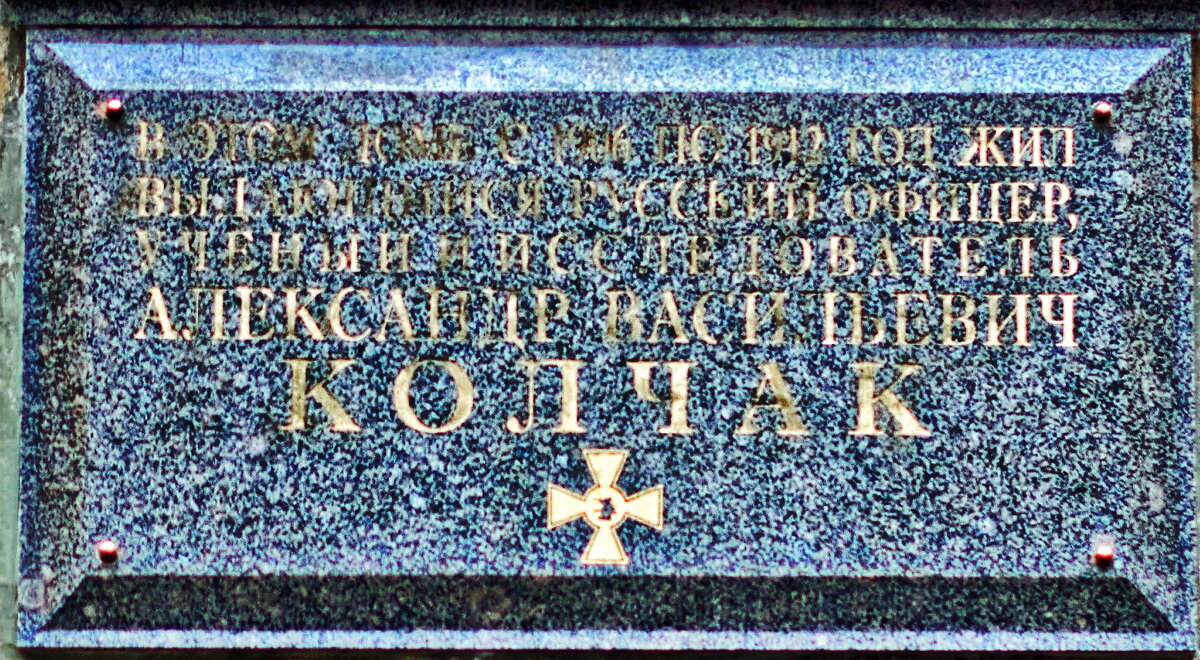 В ЭТОМ ДОМЕ С 1906 ПО 1912 ГОД ЖИЛ
ВЫДАЮЩИЙСЯ РУССКИЙ ОФИЦЕР,
УЧЕНЫЙ И ИССЛЕДОВАТЕЛЬ
АЛЕКСАНДР ВАСИЛЬЕВИЧ
КОЛЧАК